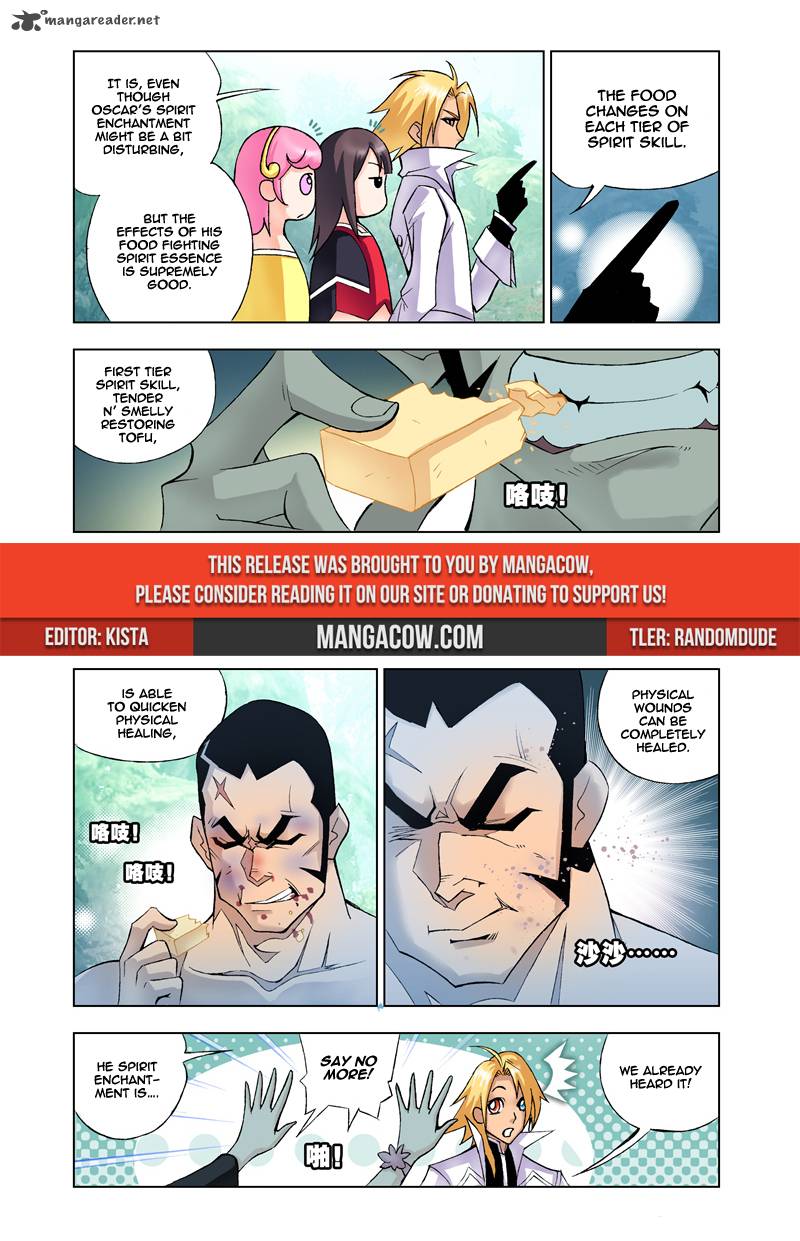 mangareader.net
IT IS, EVEN
THOUGH
OSCAR'S SPIRIT
ENCHANTMENT
MIGHT BE A BIT
DISTURBING,
BUT THE
EFFECTS OF HIS
FOOD FIGHTING
SPIRIT ESSENCE
IS SUPREMELY
GOOD.
THE FOOD
CHANGES ON
EACH TIER OF
SPIRIT SKILL.
FIRST TIER
SPIRIT SKILL,
TENDER
N' SMELLY
RESTORING
TOFU,
咯吱!
THIS RELEASE WAS BROUGHT TO YOU BY MANGACOW,
PLEASE CONSIDER READING IT ON OUR SITE OR DONATING TO SUPPORT US!
EDITOR: KISTA
MANGACOW.COM
TLER: RANDOMDUDE
IS ABLE
TO QUICKEN
PHYSICAL
HEALING,
咯吱!
咯吱!
PHYSICAL
WOUNDS
CAN BE
COMPLETELY
HEALED.
沙沙……
HE SPIRIT
ENCHANT-
MENT IS....
SAY NO
MORE!
啪!
WE ALREADY
HEARD IT!